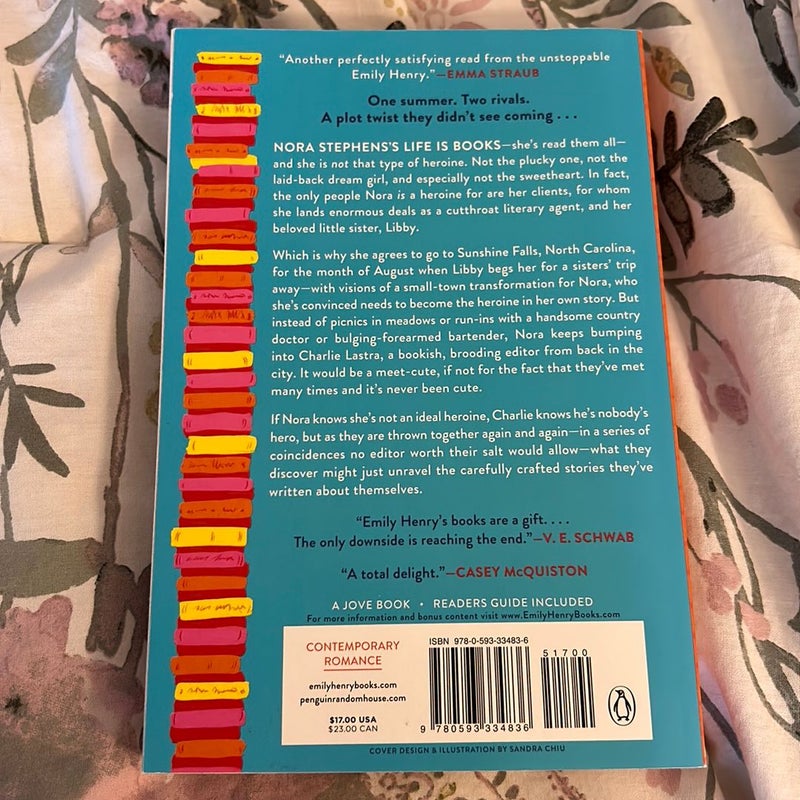 “Another perfectly satisfying read from the unstoppable
Emily Henry.”—EMMA STRAUB
One summer. Two rivals.
A plot twist they didn’t see coming . . .
NORA STEPHENS’S LIFE IS BOOKS—she’s read them all—
and she is not that type of heroine. Not the plucky one, not the
laid-back dream girl, and especially not the sweetheart. In fact,
the only people Nora is a heroine for are her clients, for whom
she lands enormous deals as a cutthroat literary agent, and her
beloved little sister, Libby.
Which is why she agrees to go to Sunshine Falls, North Carolina,
for the month of August when Libby begs her for a sisters’ trip
away—with visions of a small-town transformation for Nora, who
she’s convinced needs to become the heroine in her own story. But
instead of picnics in meadows or run-ins with a handsome country
doctor or bulging-forearmed bartender, Nora keeps bumping
into Charlie Lastra, a bookish, brooding editor from back in the
city. It would be a meet-cute, if not for the fact that they’ve met
many times and it’s never been cute.
If Nora knows she’s not an ideal heroine, Charlie knows he’s nobody’s
hero, but as they are thrown together again and again—in a series of
coincidences no editor worth their salt would allow—what they
discover might just unravel the carefully crafted stories they’ve
written about themselves.
“Emily Henry’s books are a gift. . . .
The only downside is reaching the end.”—V. E. SCHWAB
“A total delight.”—CASEY McQUISTON
A JOVE BOOK • READERS GUIDE INCLUDED
For more information and bonus content visit www.EmilyHenryBooks.com
CONTEMPORARY
ROMANCE
emilyhenrybooks.com
penguinrandomhouse.com
$17.00 USA
$23.00 CAN
ISBN 978-0-593-33483-6
51700
9 780593 334836
COVER DESIGN & ILLUSTRATION BY SANDRA CHIU